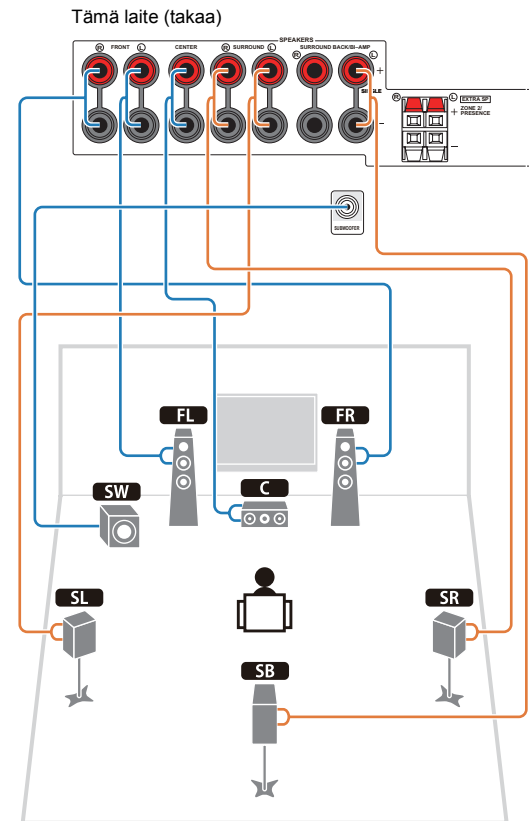 Tämä laite (takaa)
SPEAKERS
R FRONT L CENTER R SURROUND L R SURROUND BACK/BI-AMP L
+
SINGLE
-
R L EXTRA SP
+ ZONE 2/
PRESENCE
-
SUBWOOFER
FL FR
SW C
SL SR
SB